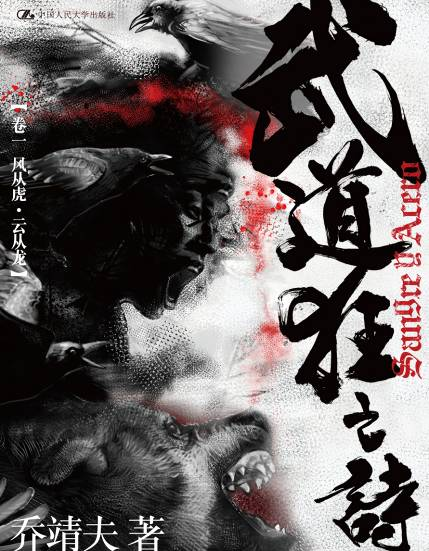 中国人民大学出版社
武道狂之詩
Sangre y Acero
【卷一 风从虎·云从龙】
乔靖夫 著